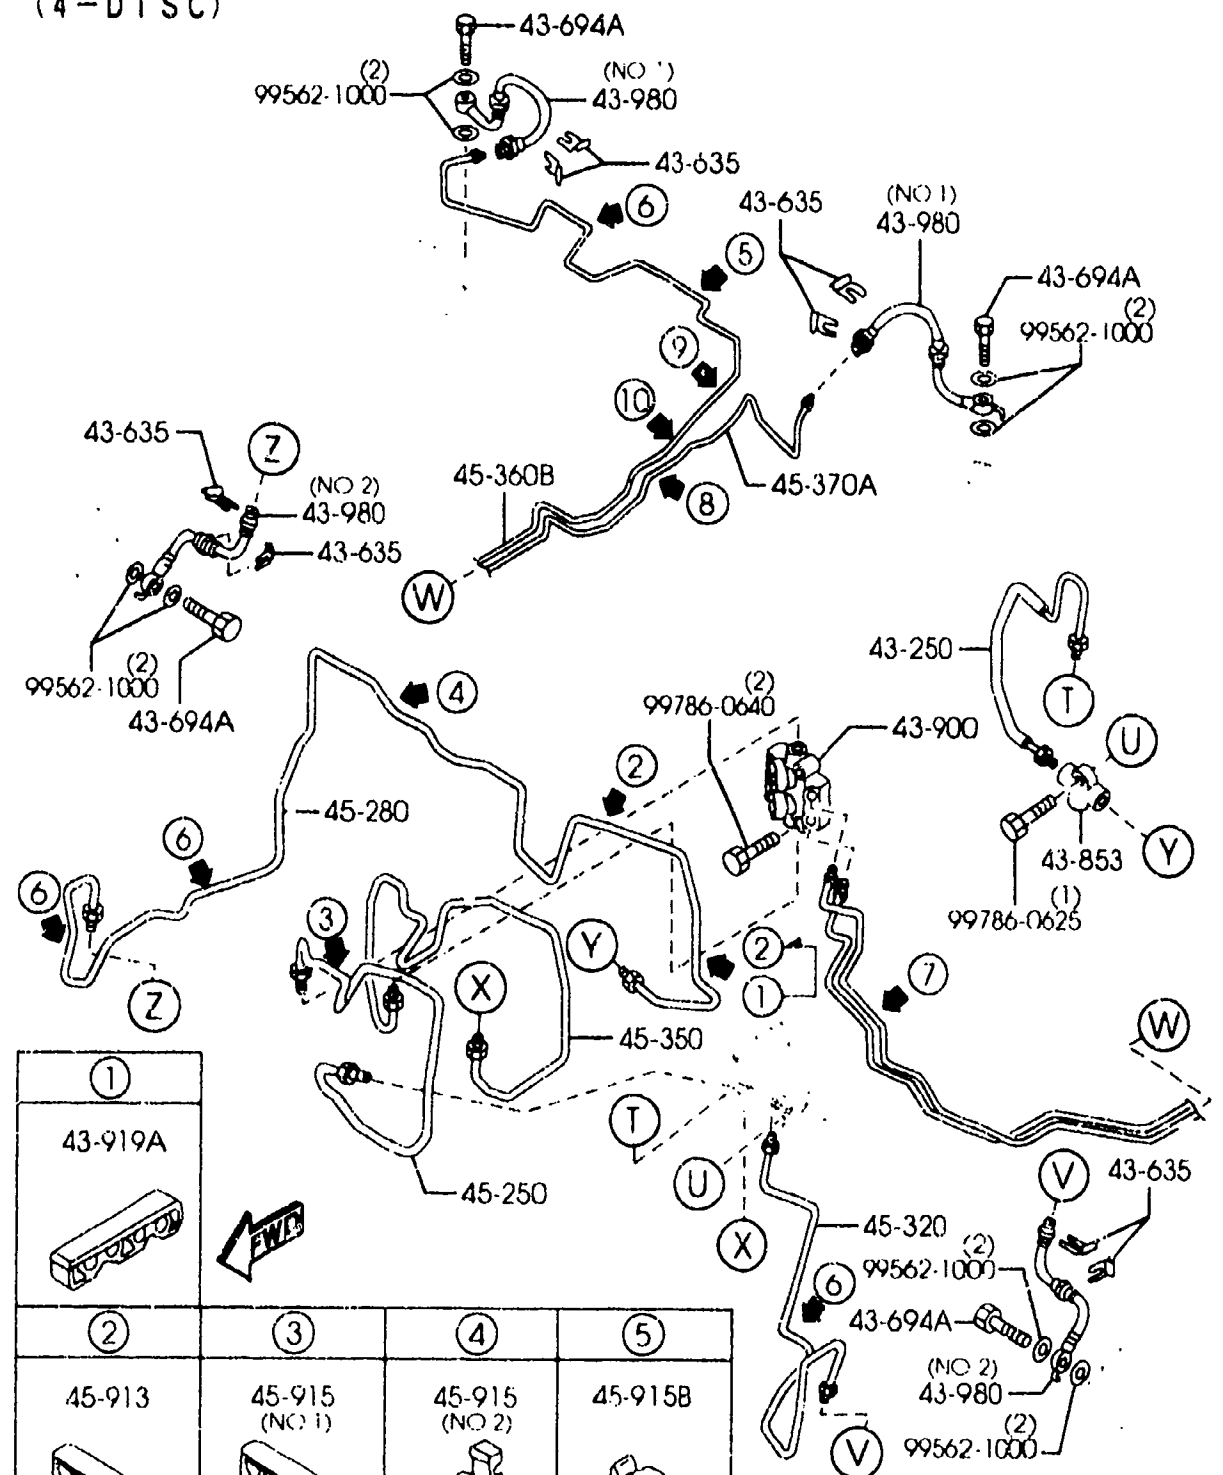 (4-DISC)
43-694A
(2)
99562-1000
(NO 1)
43-980
43-635
6
43-635
(NO 1)
43-980
5
43-694A
(2)
99562-1000
9
10
43-635
Z
(NO 2)
43-980
43-635
45-360B
45-370A
8
W
(2)
99562-1000
43-694A
4
43-250
T
(2)
99786-0640
43-900
U
2
45-280
6
43-853
Y
(1)
99786-0625
6
3
Y
2
1
X
7
Z
45-350
W
1
43-919A
T
U
X
V
43-635
45-250
FWD
45-320
(2)
99562-1000
6
43-694A
(NO 2)
43-980
(2)
99562-1000
V
2
3
4
5
45-913
45-915
(NO 1)
45-915
(NO 2)
45-915B